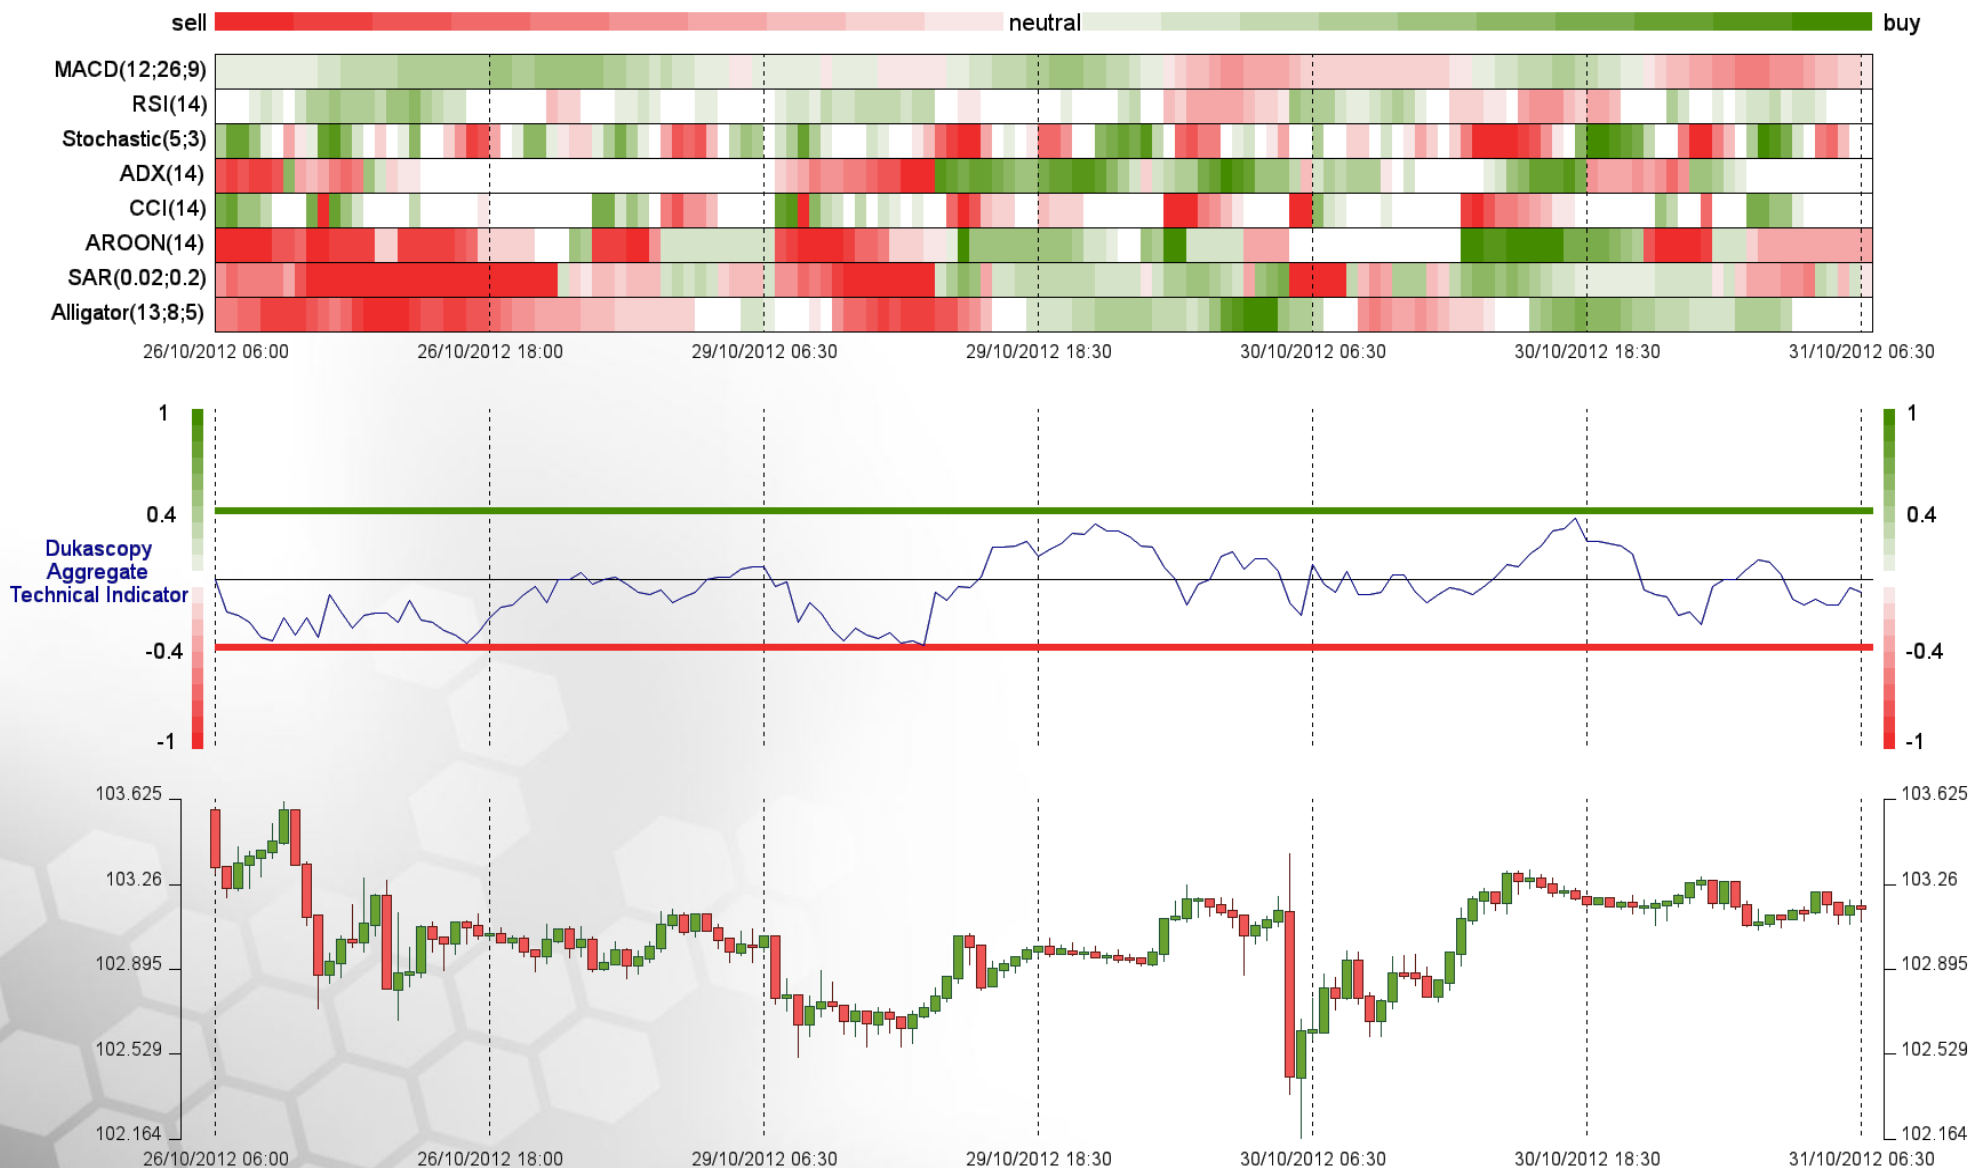 sell neutral buy
MACD(12;26;9)
RSI(14)
Stochastic(5;3)
ADX(14)
CCI(14)
AROON(14)
SAR(0.02;0.2)
Alligator(13;8;5)
26/10/2012 06:00 26/10/2012 18:00 29/10/2012 06:30 29/10/2012 18:30 30/10/2012 06:30 30/10/2012 18:30 31/10/2012 06:30
1 1
0.4 0.4
Dukascopy
Aggregate
Technical Indicator
-0.4 -0.4
-1 -1
103.625 103.625
103.26 103.26
102.895 102.895
102.529 102.529
102.164 102.164
26/10/2012 06:00 26/10/2012 18:00 29/10/2012 06:30 29/10/2012 18:30 30/10/2012 06:30 30/10/2012 18:30 31/10/2012 06:30